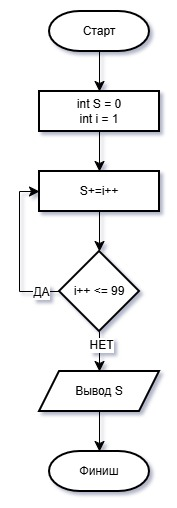 Старт
int S = 0
int i = 1
S+=i++
i++ <= 99
ДА
НЕТ
Вывод S
Финиш